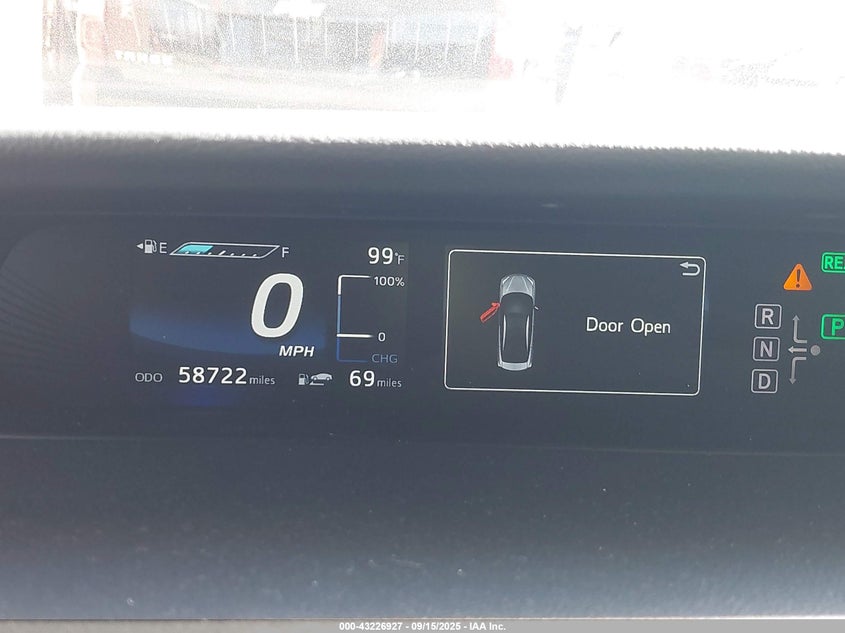 E F
99°F
100%
0
MPH
0
CHG
ODO 58722 miles
69 miles
Door Open
R
N
D
P
000-43226927 - 09/15/2025 - IAA Inc.